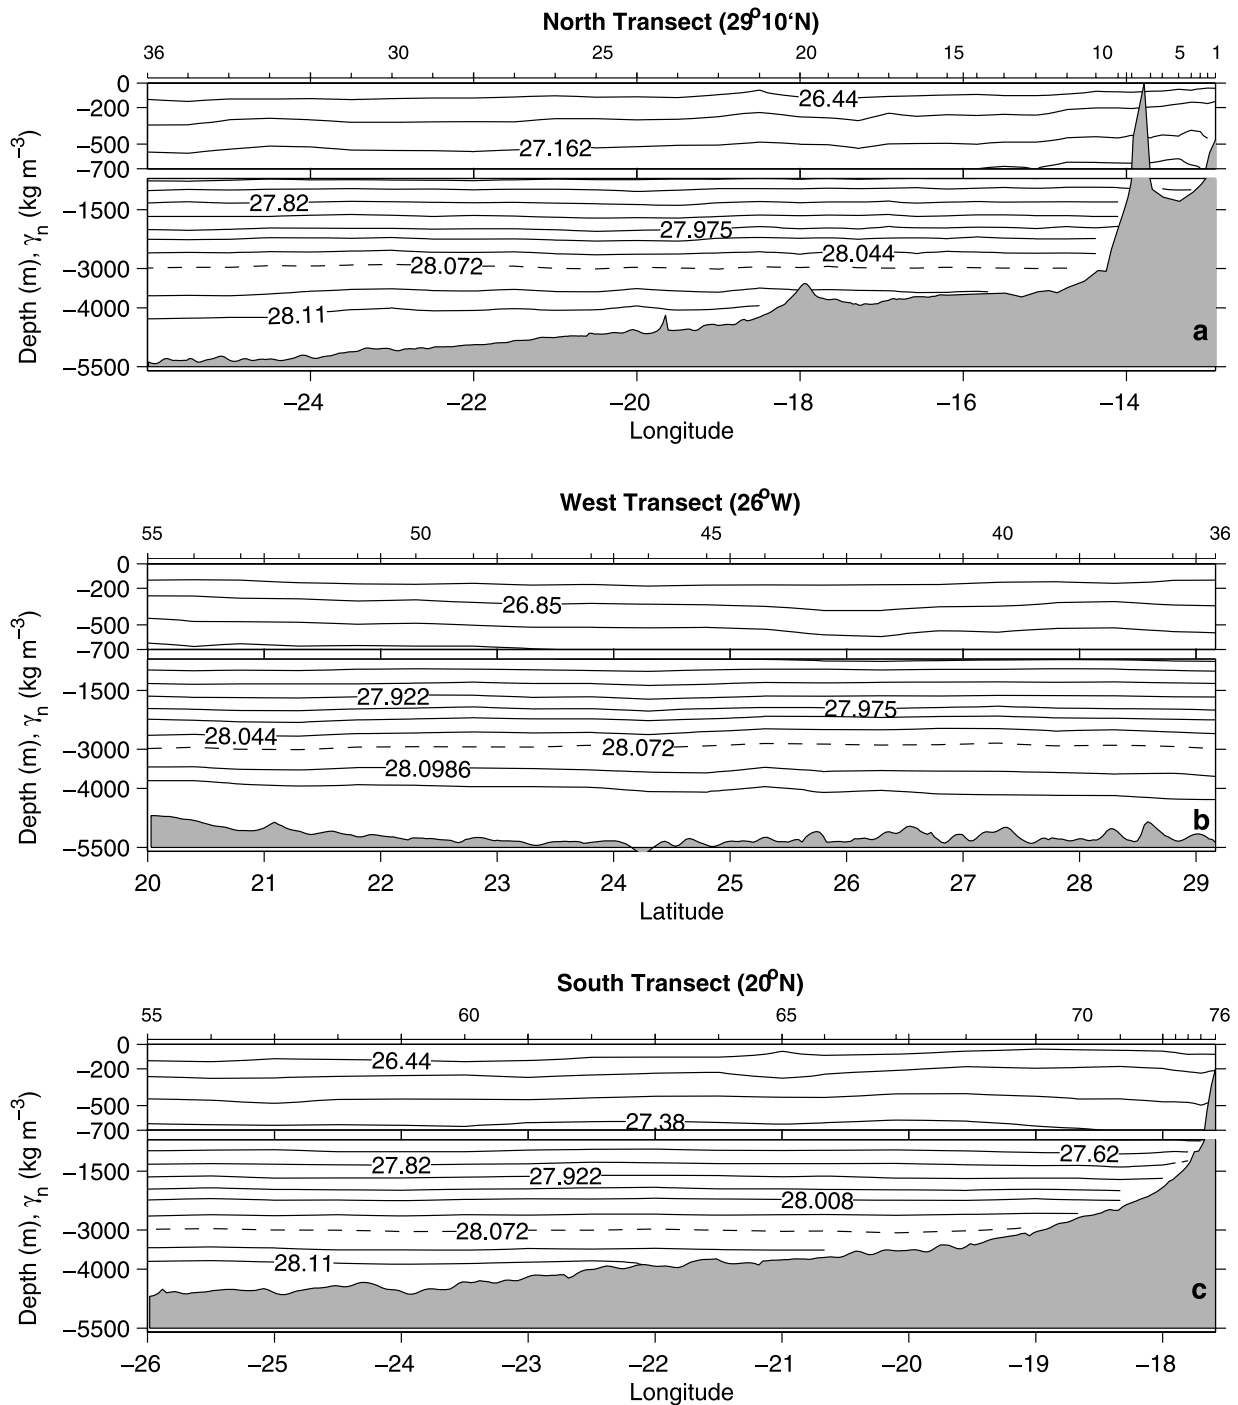 North Transect (29°10'N)
36 30 25 20 15 10 5 1
0
−200
−500
−700
−1500
−3000
−4000
−5500
Depth (m), γn (kg m−3)
26.44
27.162
27.82
27.975
28.044
28.072
28.11
a
−24 −22 −20 −18 −16 −14
Longitude
West Transect (26°W)
55 50 45 40 36
0
−200
−500
−700
−1500
−3000
−4000
−5500
Depth (m), γn (kg m−3)
26.85
27.922
27.975
28.044
28.072
28.0986
b
20 21 22 23 24 25 26 27 28 29
Latitude
South Transect (20°N)
55 60 65 70 76
0
−200
−500
−700
−1500
−3000
−4000
−5500
Depth (m), γn (kg m−3)
26.44
27.38
27.62
27.82
27.922
28.008
28.072
28.11
c
−26 −25 −24 −23 −22 −21 −20 −19 −18
Longitude